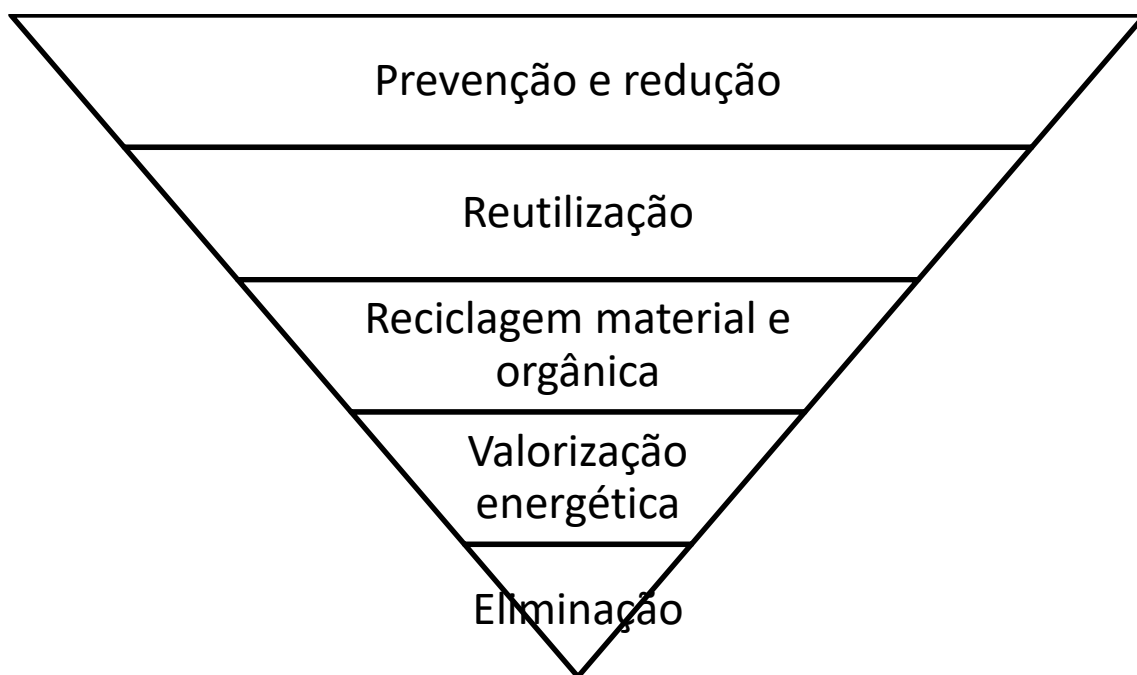 Prevenção e redução
Reutilização
Reciclagem material e
orgânica
Valorização
energética
Eliminação